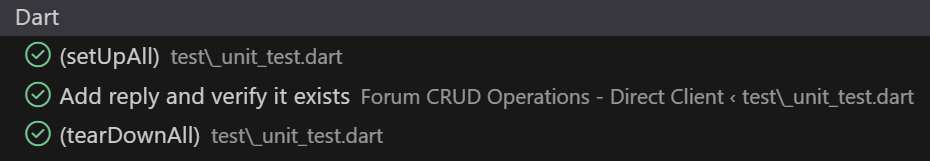 Dart
(setUpAll) test\_unit_test.dart
Add reply and verify it exists Forum CRUD Operations - Direct Client ‹ test\_unit_test.dart
(tearDownAll) test\_unit_test.dart